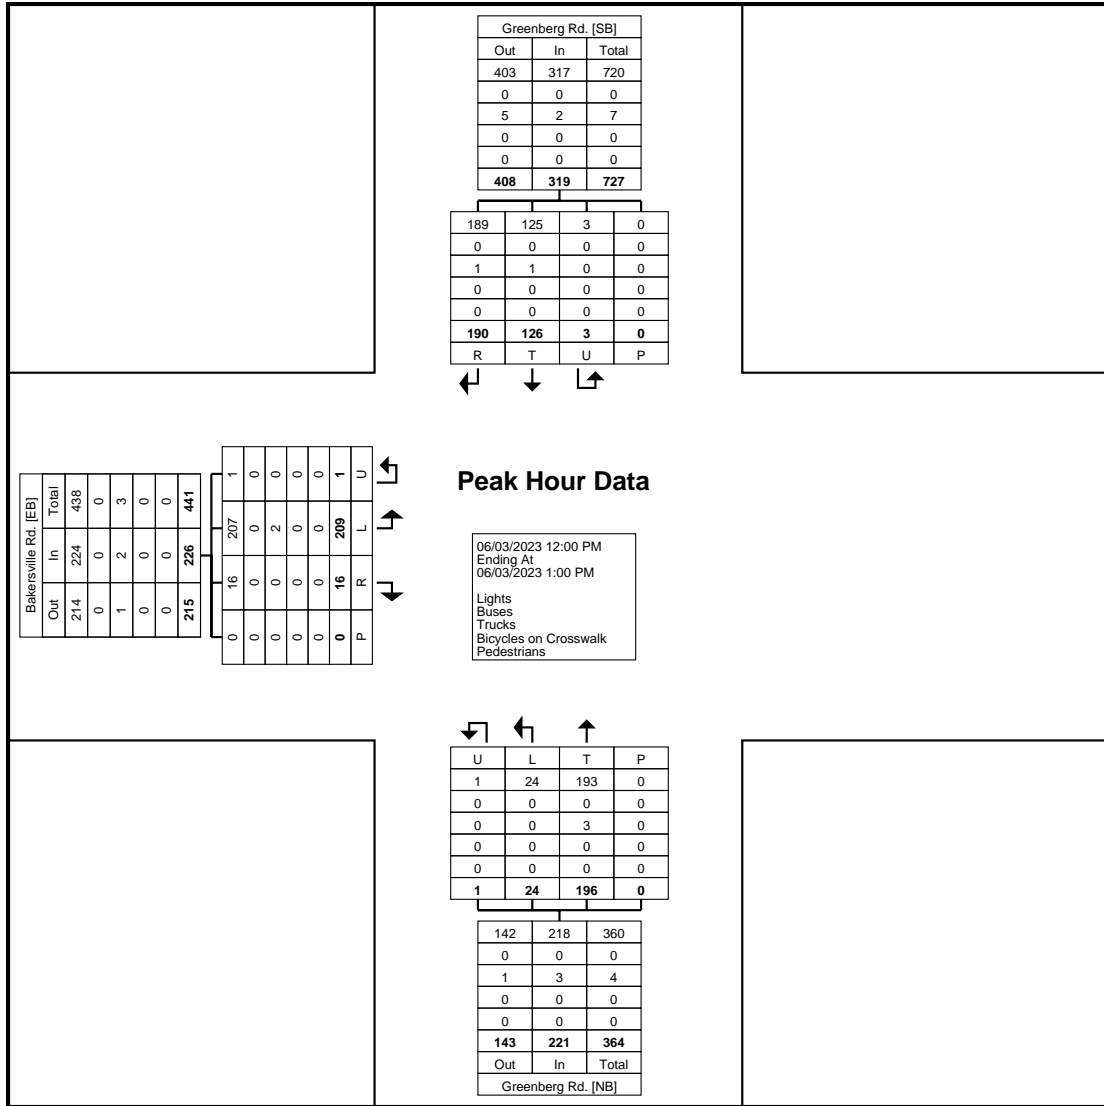 Greenberg Rd. [SB]
Out In Total
403 317 720
0 0 0
5 2 7
0 0 0
0 0 0
408 319 727
189 125 3 0
0 0 0 0
1 1 0 0
0 0 0 0
0 0 0 0
190 126 3 0
R T U P
Bakersville Rd. [EB]
Out In Total
214 224 438
0 0 0
1 2 3
0 0 0
0 0 0
215 226 441
0 16 207 1
0 0 0 0
0 0 2 0
0 0 0 0
0 0 0 0
0 16 209 1
P R L U
Peak Hour Data
06/03/2023 12:00 PM
Ending At
06/03/2023 1:00 PM
Lights
Buses
Trucks
Bicycles on Crosswalk
Pedestrians
U L T P
1 24 193 0
0 0 0 0
0 0 3 0
0 0 0 0
0 0 0 0
1 24 196 0
142 218 360
0 0 0
1 3 4
0 0 0
0 0 0
143 221 364
Out In Total
Greenberg Rd. [NB]